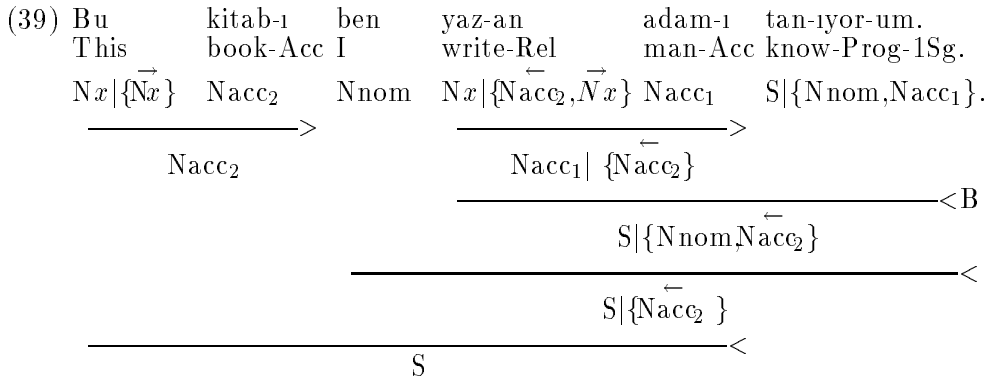 (39) Bu kitab-ı ben yaz-an adam-ı tan-ıyor-um.
This book-Acc I write-Rel man-Acc know-Prog-1Sg.
Nx|{N⃗x} Nacc₂ Nnom Nx|{N⃖acc₂,N⃗x} Nacc₁ S|{Nnom,Nacc₁}.
> >
Nacc₂ Nacc₁| {N⃖acc₂}
<B
S|{Nnom,N⃖acc₂}
<
S|{N⃖acc₂ }
<
S